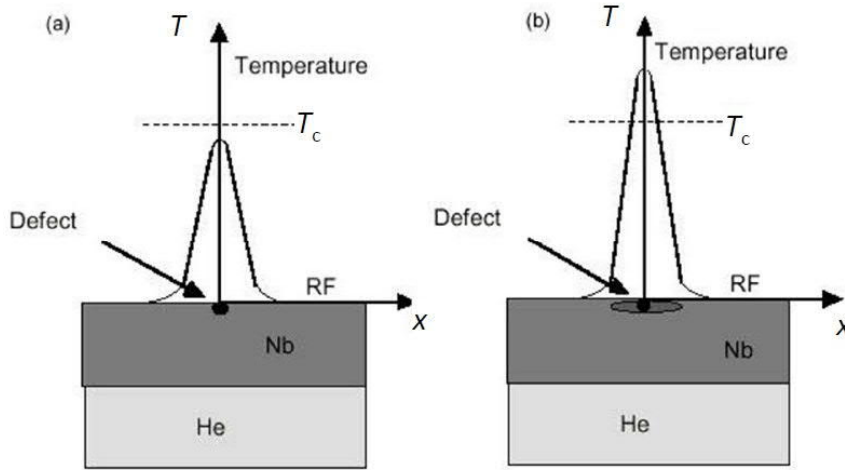 (a)
T
Temperature
Tc
Defect
RF
x
Nb
He
(b)
T
Temperature
Tc
Defect
RF
x
Nb
He